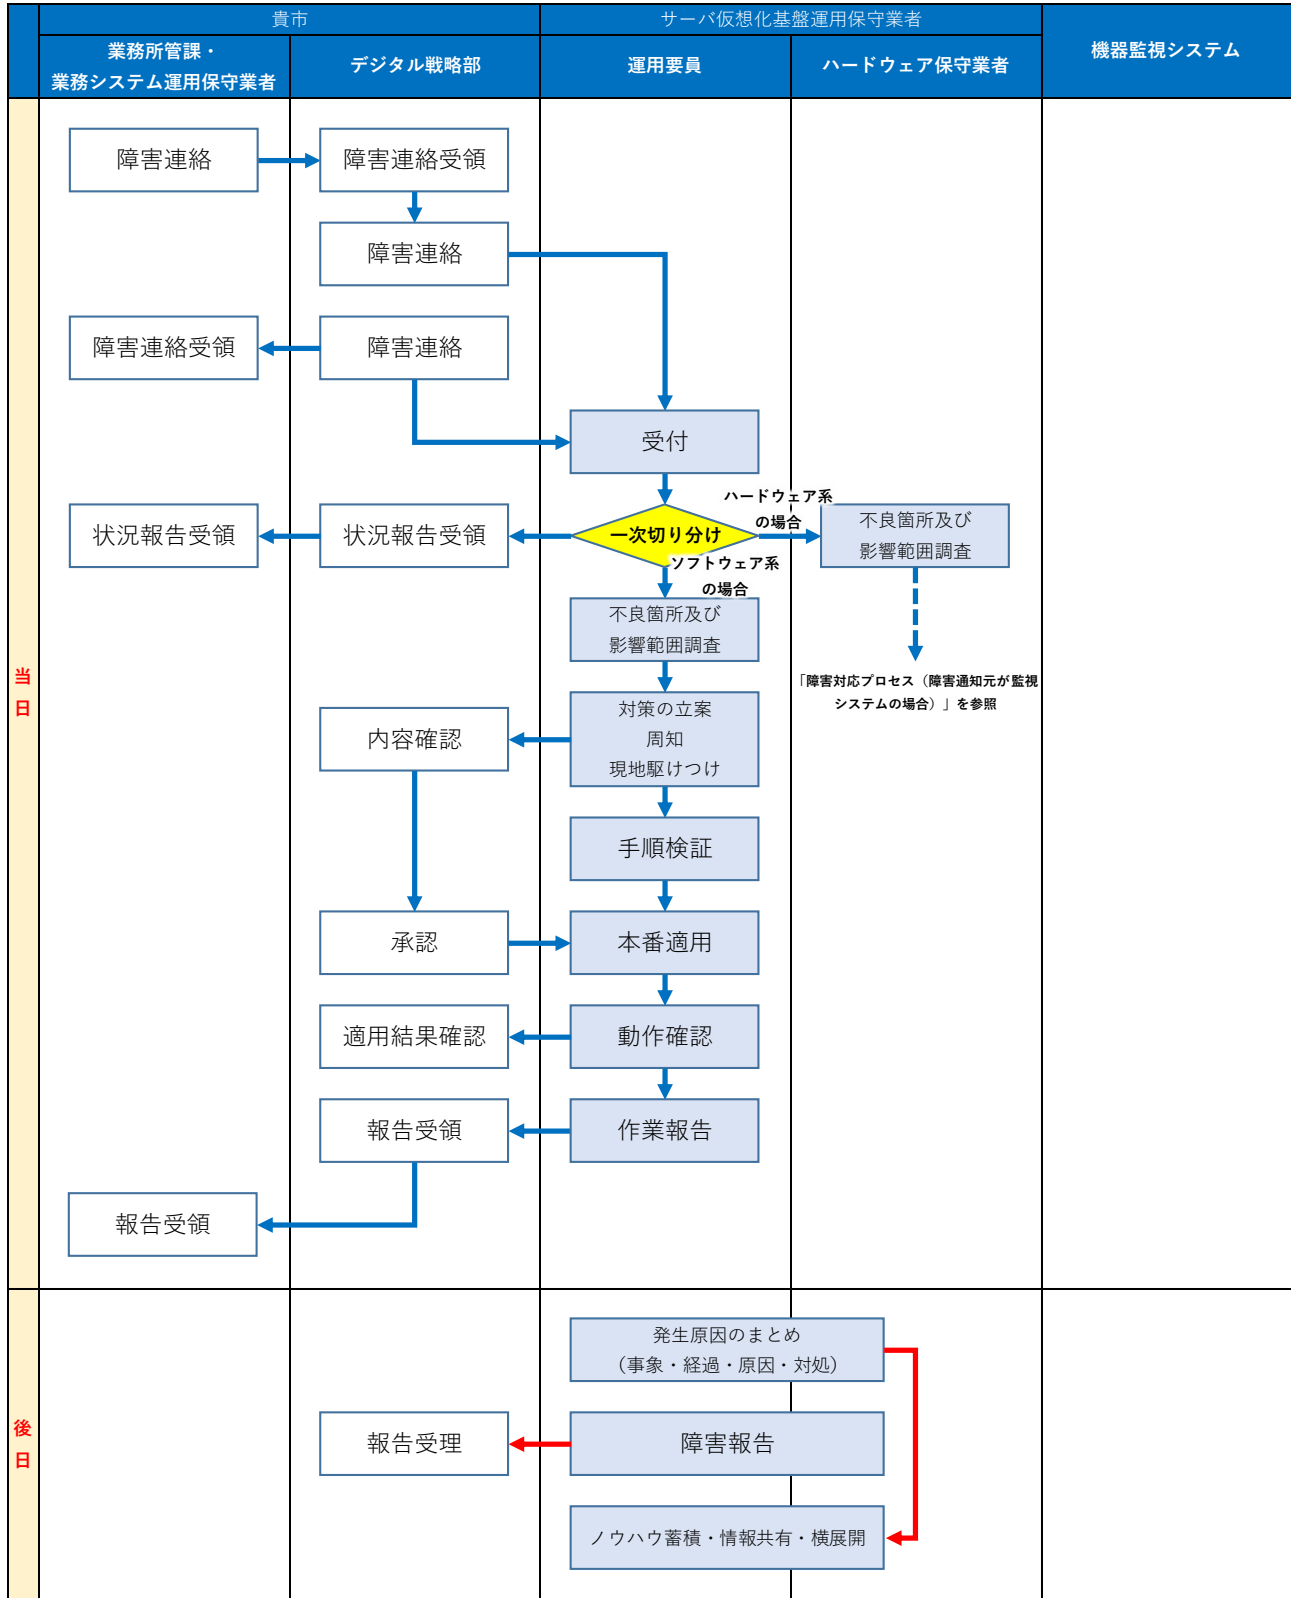 貴市
サーバ仮想化基盤運用保守業者
機器監視システム
業務所管課・
業務システム運用保守業者
デジタル戦略部
運用要員
ハードウェア保守業者
当
日
障害連絡
障害連絡受領
障害連絡
障害連絡受領
障害連絡
受付
状況報告受領
状況報告受領
一次切り分け
ハードウェア系
の場合
不良箇所及び
影響範囲調査
ソフトウェア系
の場合
不良箇所及び
影響範囲調査
「障害対応プロセス（障害通知元が監視
システムの場合）」を参照
内容確認
対策の立案
周知
現地駆けつけ
手順検証
承認
本番適用
適用結果確認
動作確認
報告受領
作業報告
報告受領
後
日
発生原因のまとめ
（事象・経過・原因・対処）
報告受理
障害報告
ノウハウ蓄積・情報共有・横展開